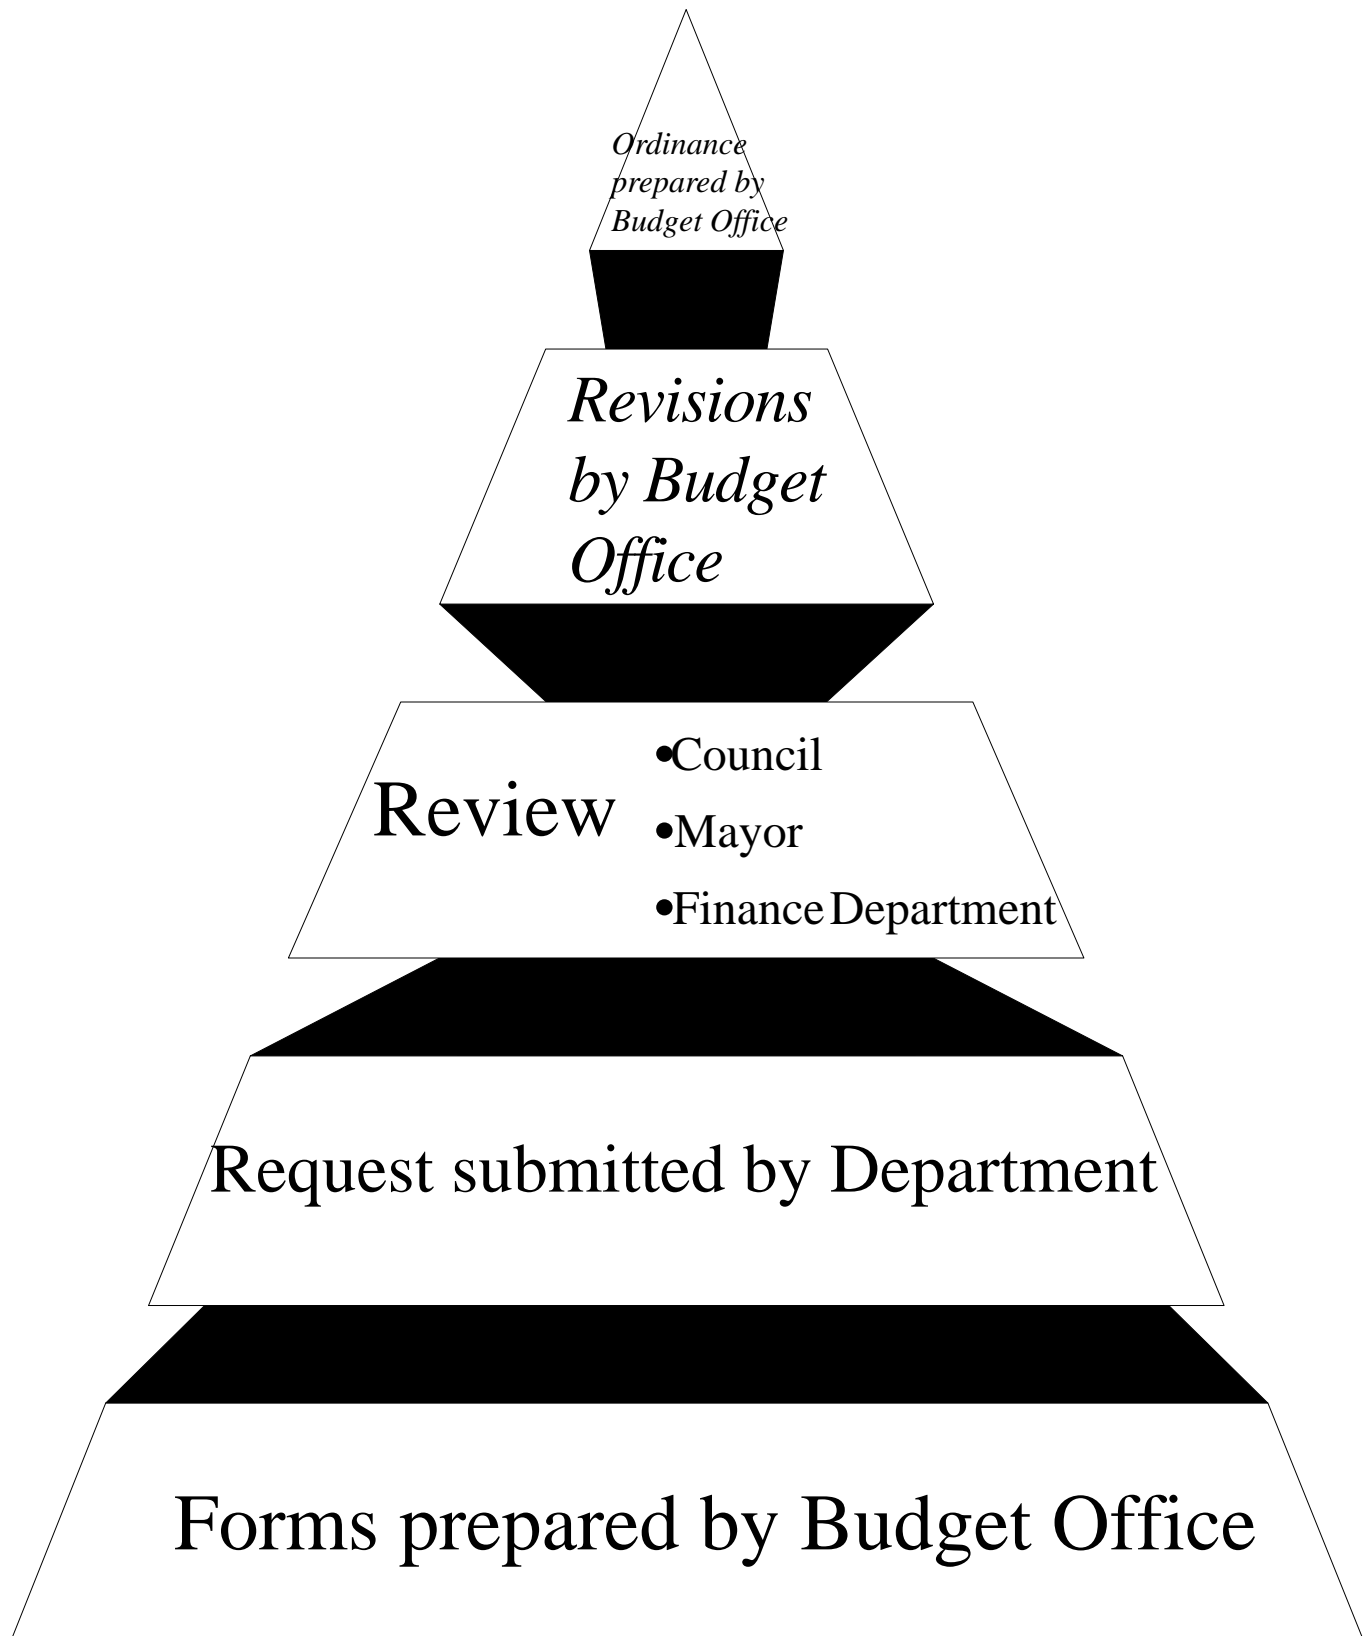 Ordinance
prepared by
Budget Office
Revisions
by Budget
Office
Review
•Council
•Mayor
•Finance Department
Request submitted by Department
Forms prepared by Budget Office